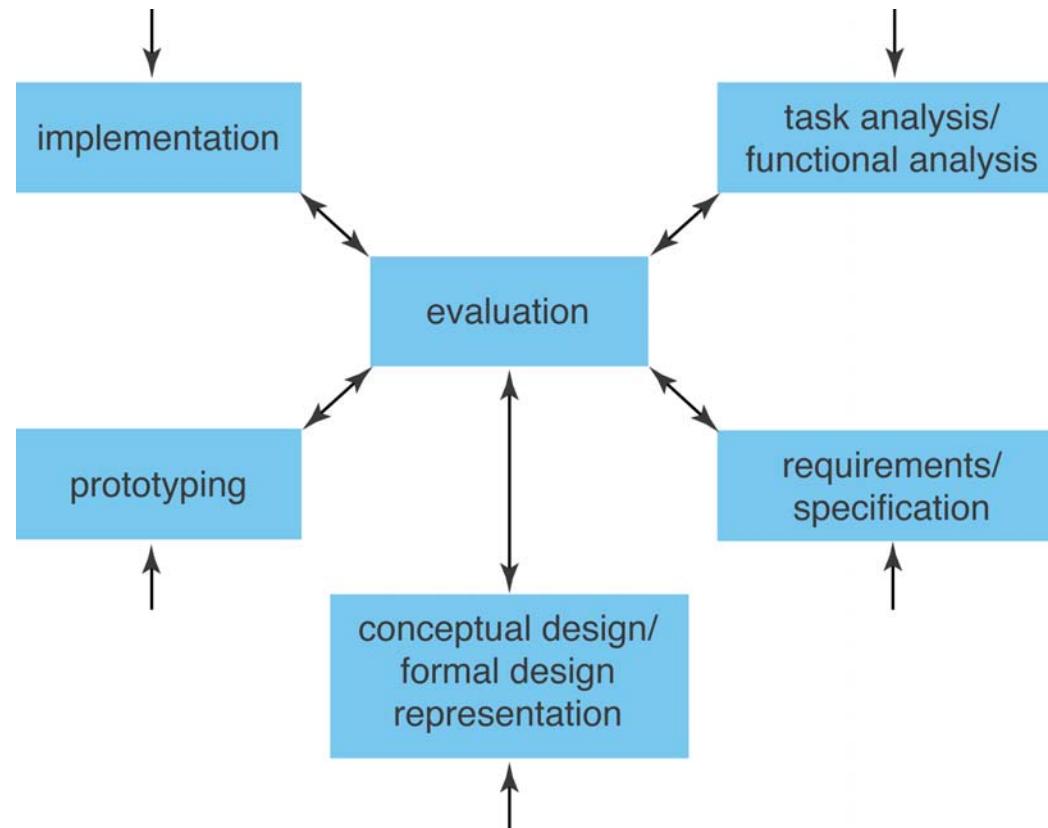 implementation
task analysis/
functional analysis
evaluation
prototyping
requirements/
specification
conceptual design/
formal design
representation